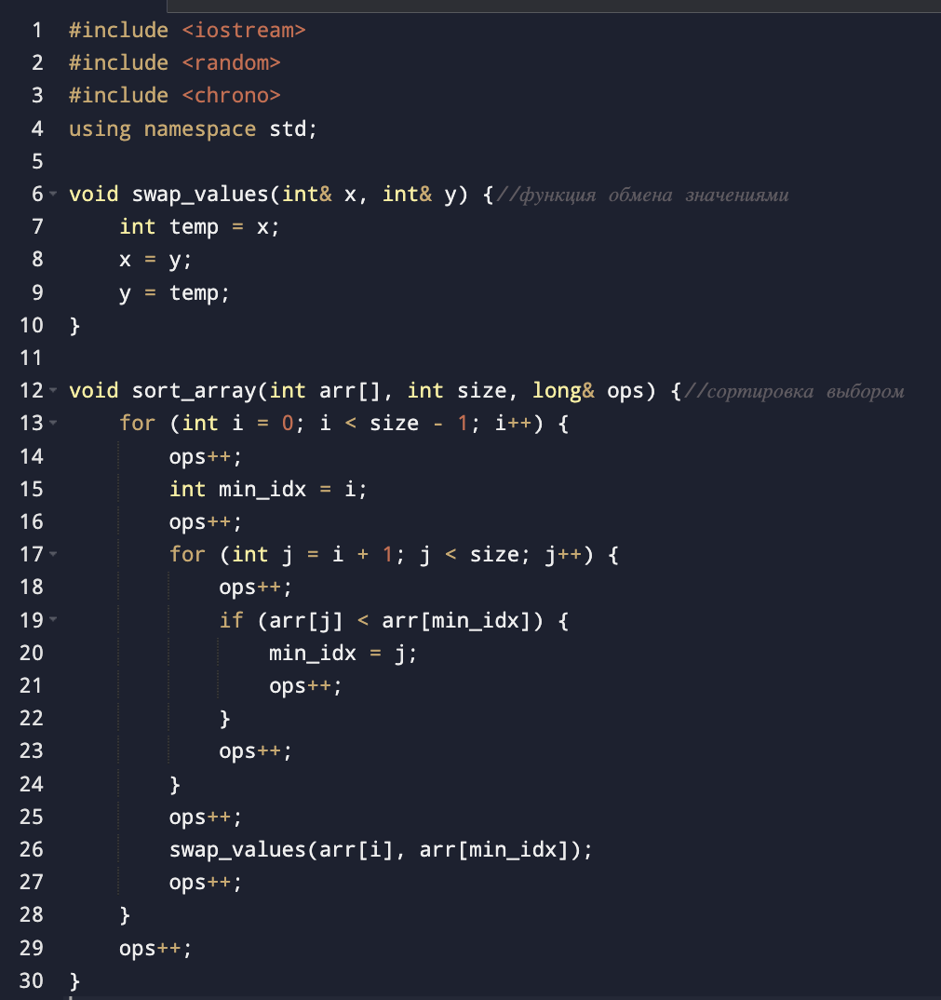 1 #include <iostream>
2 #include <random>
3 #include <chrono>
4 using namespace std;
5
6 void swap_values(int& x, int& y) {//функция обмена значениями
7     int temp = x;
8     x = y;
9     y = temp;
10 }
11
12 void sort_array(int arr[], int size, long& ops) {//сортировка выбором
13     for (int i = 0; i < size - 1; i++) {
14         ops++;
15         int min_idx = i;
16         ops++;
17         for (int j = i + 1; j < size; j++) {
18             ops++;
19             if (arr[j] < arr[min_idx]) {
20                 min_idx = j;
21                 ops++;
22             }
23             ops++;
24         }
25         ops++;
26         swap_values(arr[i], arr[min_idx]);
27         ops++;
28     }
29     ops++;
30 }